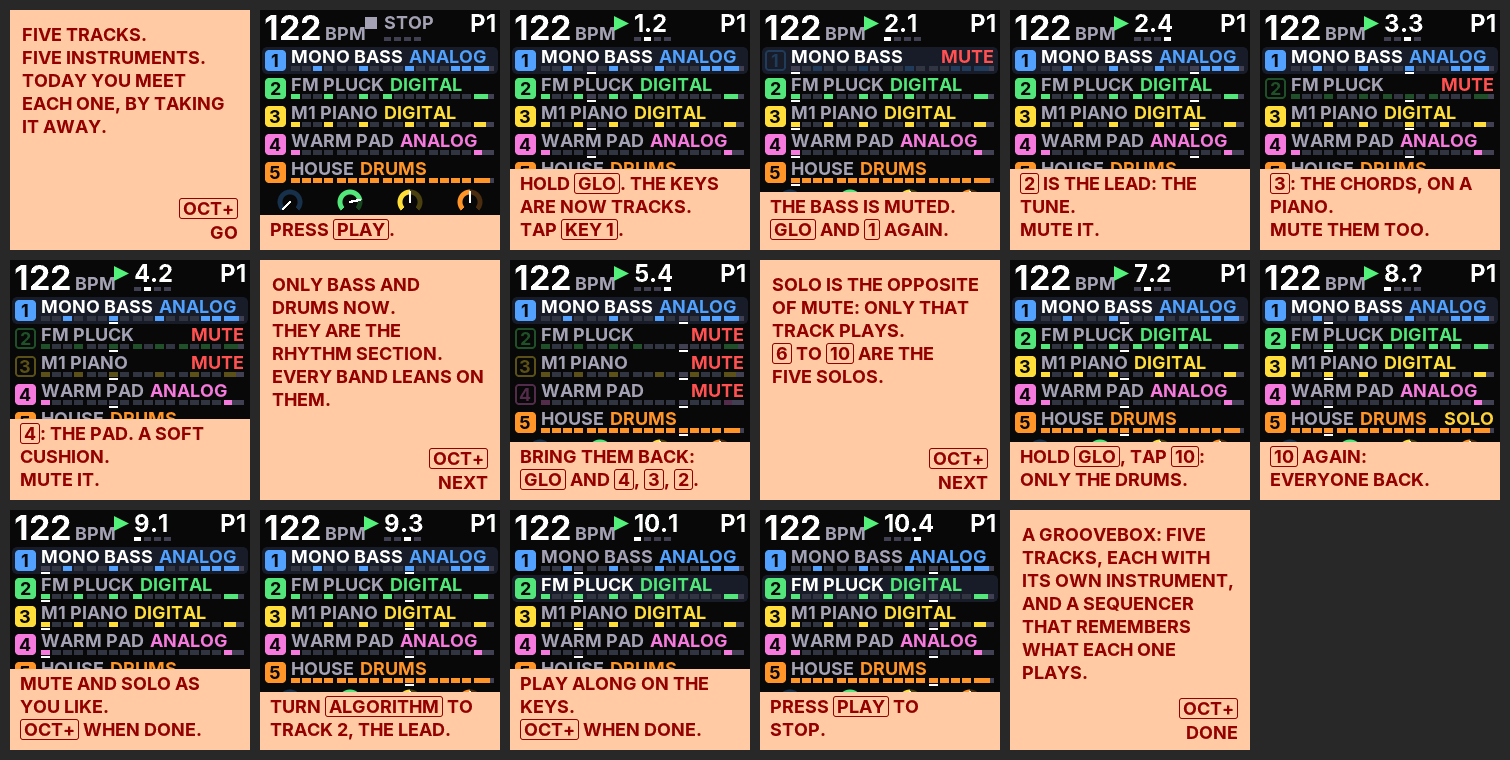 FIVE TRACKS.
FIVE INSTRUMENTS.
TODAY YOU MEET
EACH ONE, BY TAKING
IT AWAY.
OCT+
GO
122 BPM STOP P1
1 MONO BASS ANALOG
2 FM PLUCK DIGITAL
3 M1 PIANO DIGITAL
4 WARM PAD ANALOG
5 HOUSE DRUMS
PRESS PLAY.
122 BPM 1.2 P1
1 MONO BASS ANALOG
2 FM PLUCK DIGITAL
3 M1 PIANO DIGITAL
4 WARM PAD ANALOG
HOUSE DRUMS
HOLD GLO. THE KEYS
ARE NOW TRACKS.
TAP KEY 1.
122 BPM 2.1 P1
1 MONO BASS MUTE
2 FM PLUCK DIGITAL
3 M1 PIANO DIGITAL
4 WARM PAD ANALOG
5 HOUSE DRUMS
THE BASS IS MUTED.
GLO AND 1 AGAIN.
122 BPM 2.4 P1
1 MONO BASS ANALOG
2 FM PLUCK DIGITAL
3 M1 PIANO DIGITAL
4 WARM PAD ANALOG
HOUSE DRUMS
2 IS THE LEAD: THE
TUNE.
MUTE IT.
122 BPM 3.3 P1
1 MONO BASS ANALOG
2 FM PLUCK MUTE
3 M1 PIANO DIGITAL
4 WARM PAD ANALOG
HOUSE DRUMS
3: THE CHORDS, ON A
PIANO.
MUTE THEM TOO.
122 BPM 4.2 P1
1 MONO BASS ANALOG
2 FM PLUCK MUTE
3 M1 PIANO MUTE
4 WARM PAD ANALOG
HOUSE DRUMS
4: THE PAD. A SOFT
CUSHION.
MUTE IT.
ONLY BASS AND
DRUMS NOW.
THEY ARE THE
RHYTHM SECTION.
EVERY BAND LEANS ON
THEM.
OCT+
NEXT
122 BPM 5.4 P1
1 MONO BASS ANALOG
2 FM PLUCK MUTE
3 M1 PIANO MUTE
4 WARM PAD MUTE
5 HOUSE DRUMS
BRING THEM BACK:
GLO AND 4, 3, 2.
SOLO IS THE OPPOSITE
OF MUTE: ONLY THAT
TRACK PLAYS.
6 TO 10 ARE THE
FIVE SOLOS.
OCT+
NEXT
122 BPM 7.2 P1
1 MONO BASS ANALOG
2 FM PLUCK DIGITAL
3 M1 PIANO DIGITAL
4 WARM PAD ANALOG
5 HOUSE DRUMS
HOLD GLO, TAP 10:
ONLY THE DRUMS.
122 BPM 8.? P1
1 MONO BASS ANALOG
2 FM PLUCK DIGITAL
3 M1 PIANO DIGITAL
4 WARM PAD ANALOG
5 HOUSE DRUMS SOLO
10 AGAIN:
EVERYONE BACK.
122 BPM 9.1 P1
1 MONO BASS ANALOG
2 FM PLUCK DIGITAL
3 M1 PIANO DIGITAL
4 WARM PAD ANALOG
HOUSE DRUMS
MUTE AND SOLO AS
YOU LIKE.
OCT+ WHEN DONE.
122 BPM 9.3 P1
1 MONO BASS ANALOG
2 FM PLUCK DIGITAL
3 M1 PIANO DIGITAL
4 WARM PAD ANALOG
5 HOUSE DRUMS
TURN ALGORITHM TO
TRACK 2, THE LEAD.
122 BPM 10.1 P1
1 MONO BASS ANALOG
2 FM PLUCK DIGITAL
3 M1 PIANO DIGITAL
4 WARM PAD ANALOG
HOUSE DRUMS
PLAY ALONG ON THE
KEYS.
OCT+ WHEN DONE.
122 BPM 10.4 P1
1 MONO BASS ANALOG
2 FM PLUCK DIGITAL
3 M1 PIANO DIGITAL
4 WARM PAD ANALOG
5 HOUSE DRUMS
PRESS PLAY TO
STOP.
A GROOVEBOX: FIVE
TRACKS, EACH WITH
ITS OWN INSTRUMENT,
AND A SEQUENCER
THAT REMEMBERS
WHAT EACH ONE
PLAYS.
OCT+
DONE